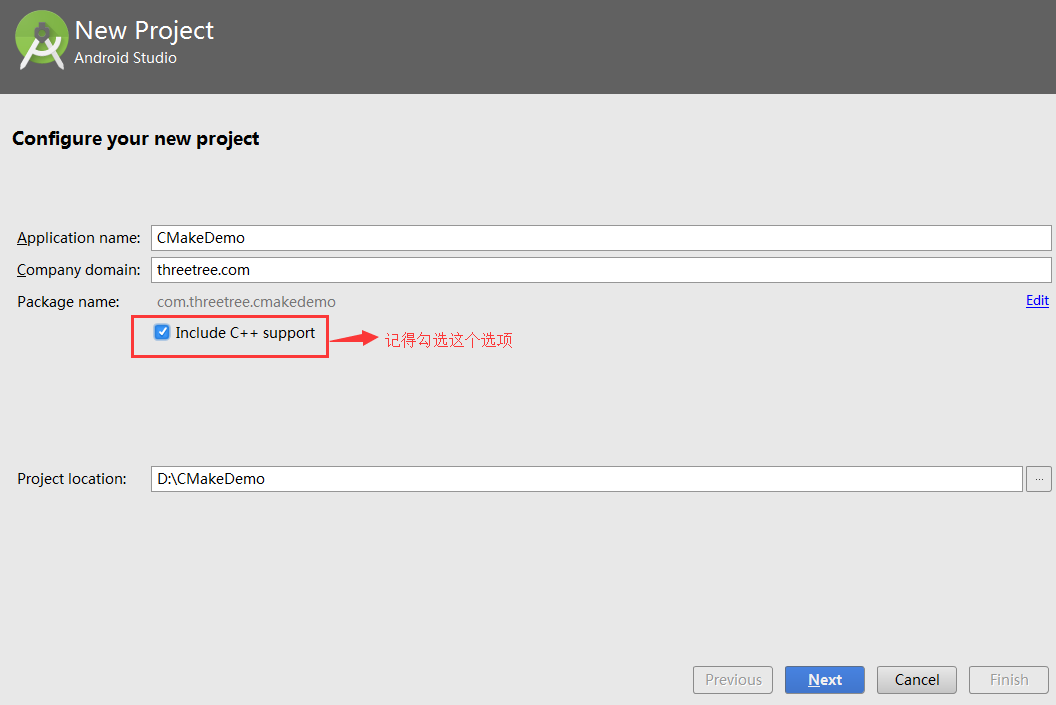 New Project
Android Studio
Configure your new project
Application name: CMakeDemo
Company domain: threetree.com
Package name: com.threetree.cmakedemo Edit
Include C++ support 记得勾选这个选项
Project location: D:\CMakeDemo ...
Previous Next Cancel Finish